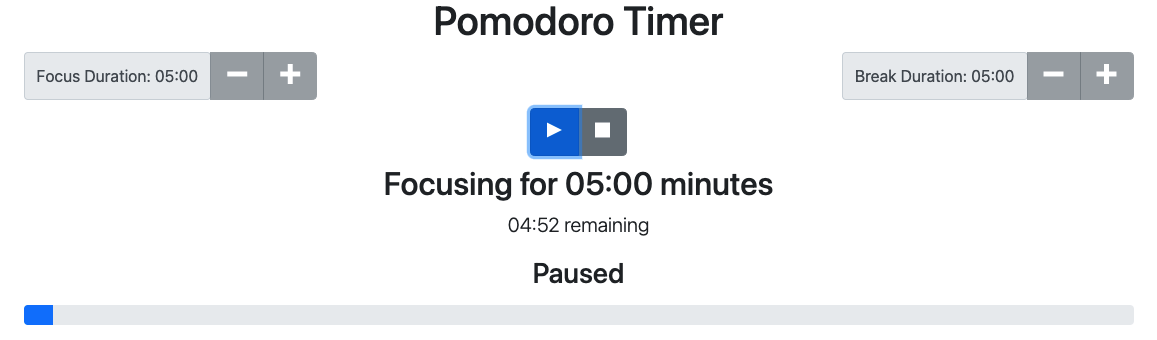 Pomodoro Timer
Focus Duration: 05:00
Break Duration: 05:00
Focusing for 05:00 minutes
04:52 remaining
Paused